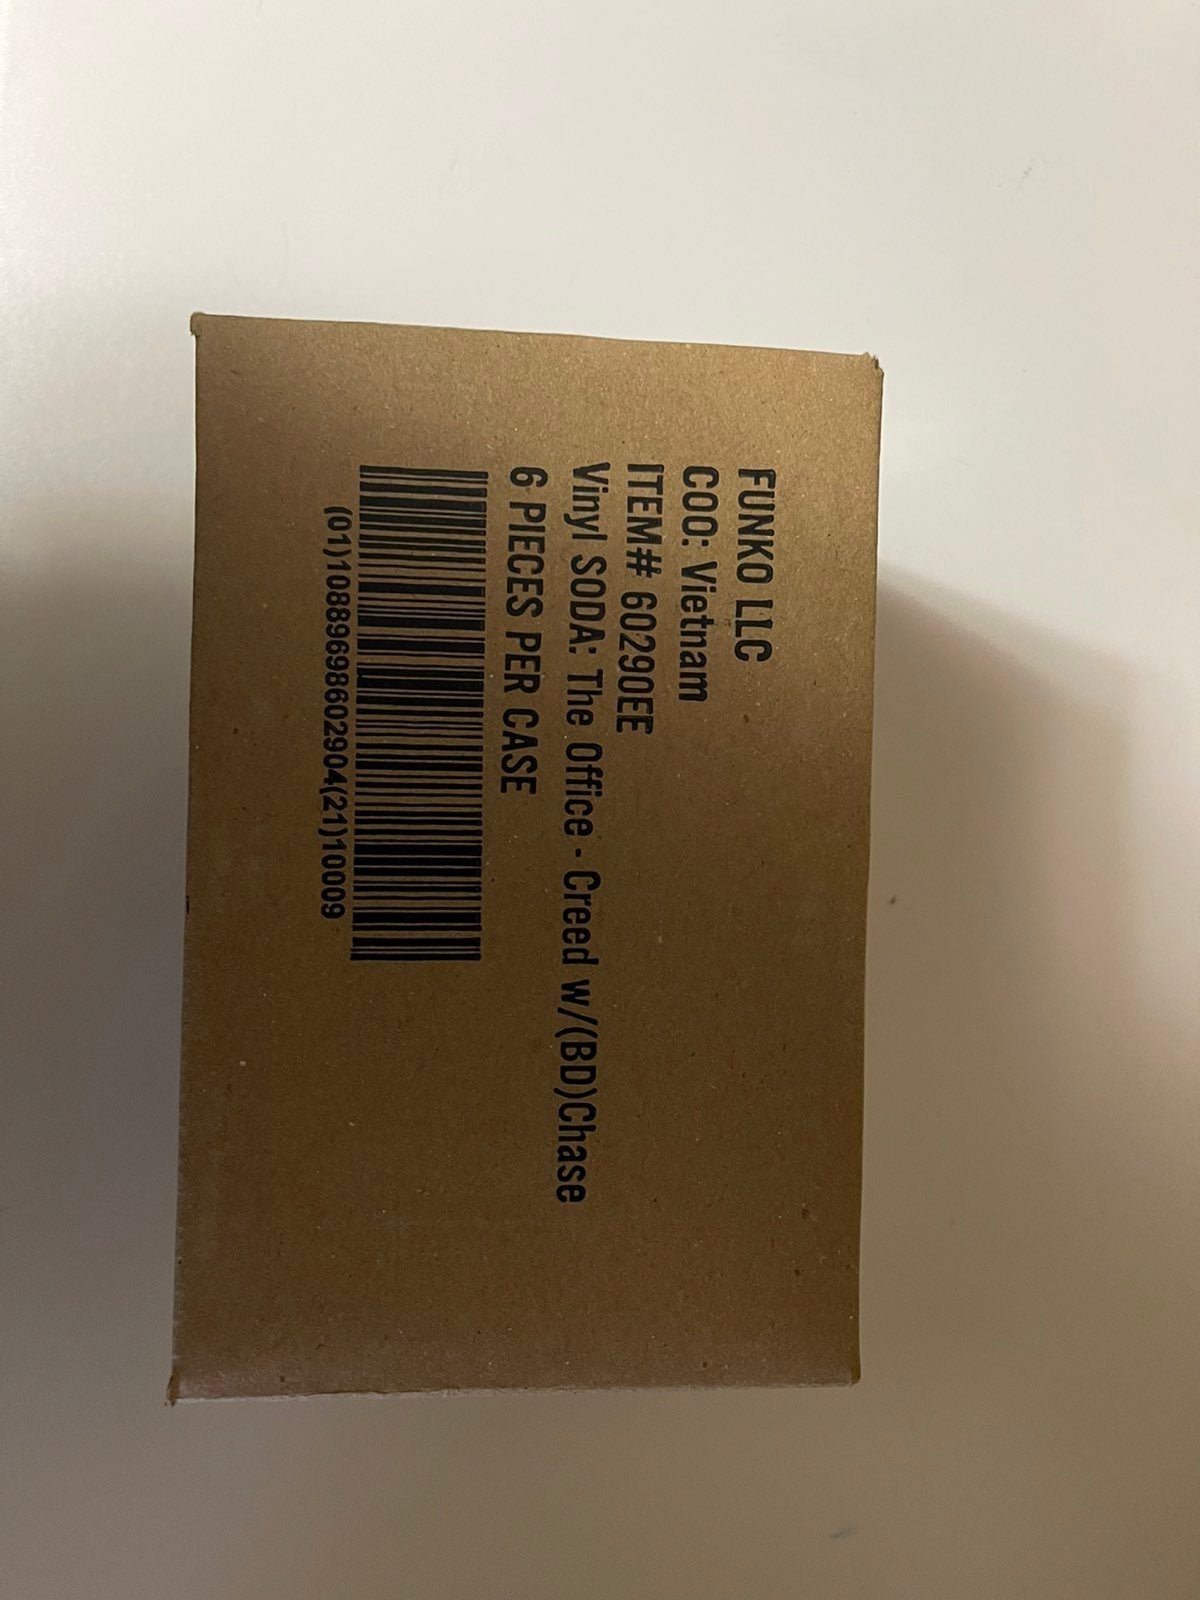 FUNKO LLC
COO: Vietnam
ITEM# 60290EE
Vinyl SODA: The Office - Creed w/(BD)Chase
6 PIECES PER CASE
(01)10889698602904(21)10009